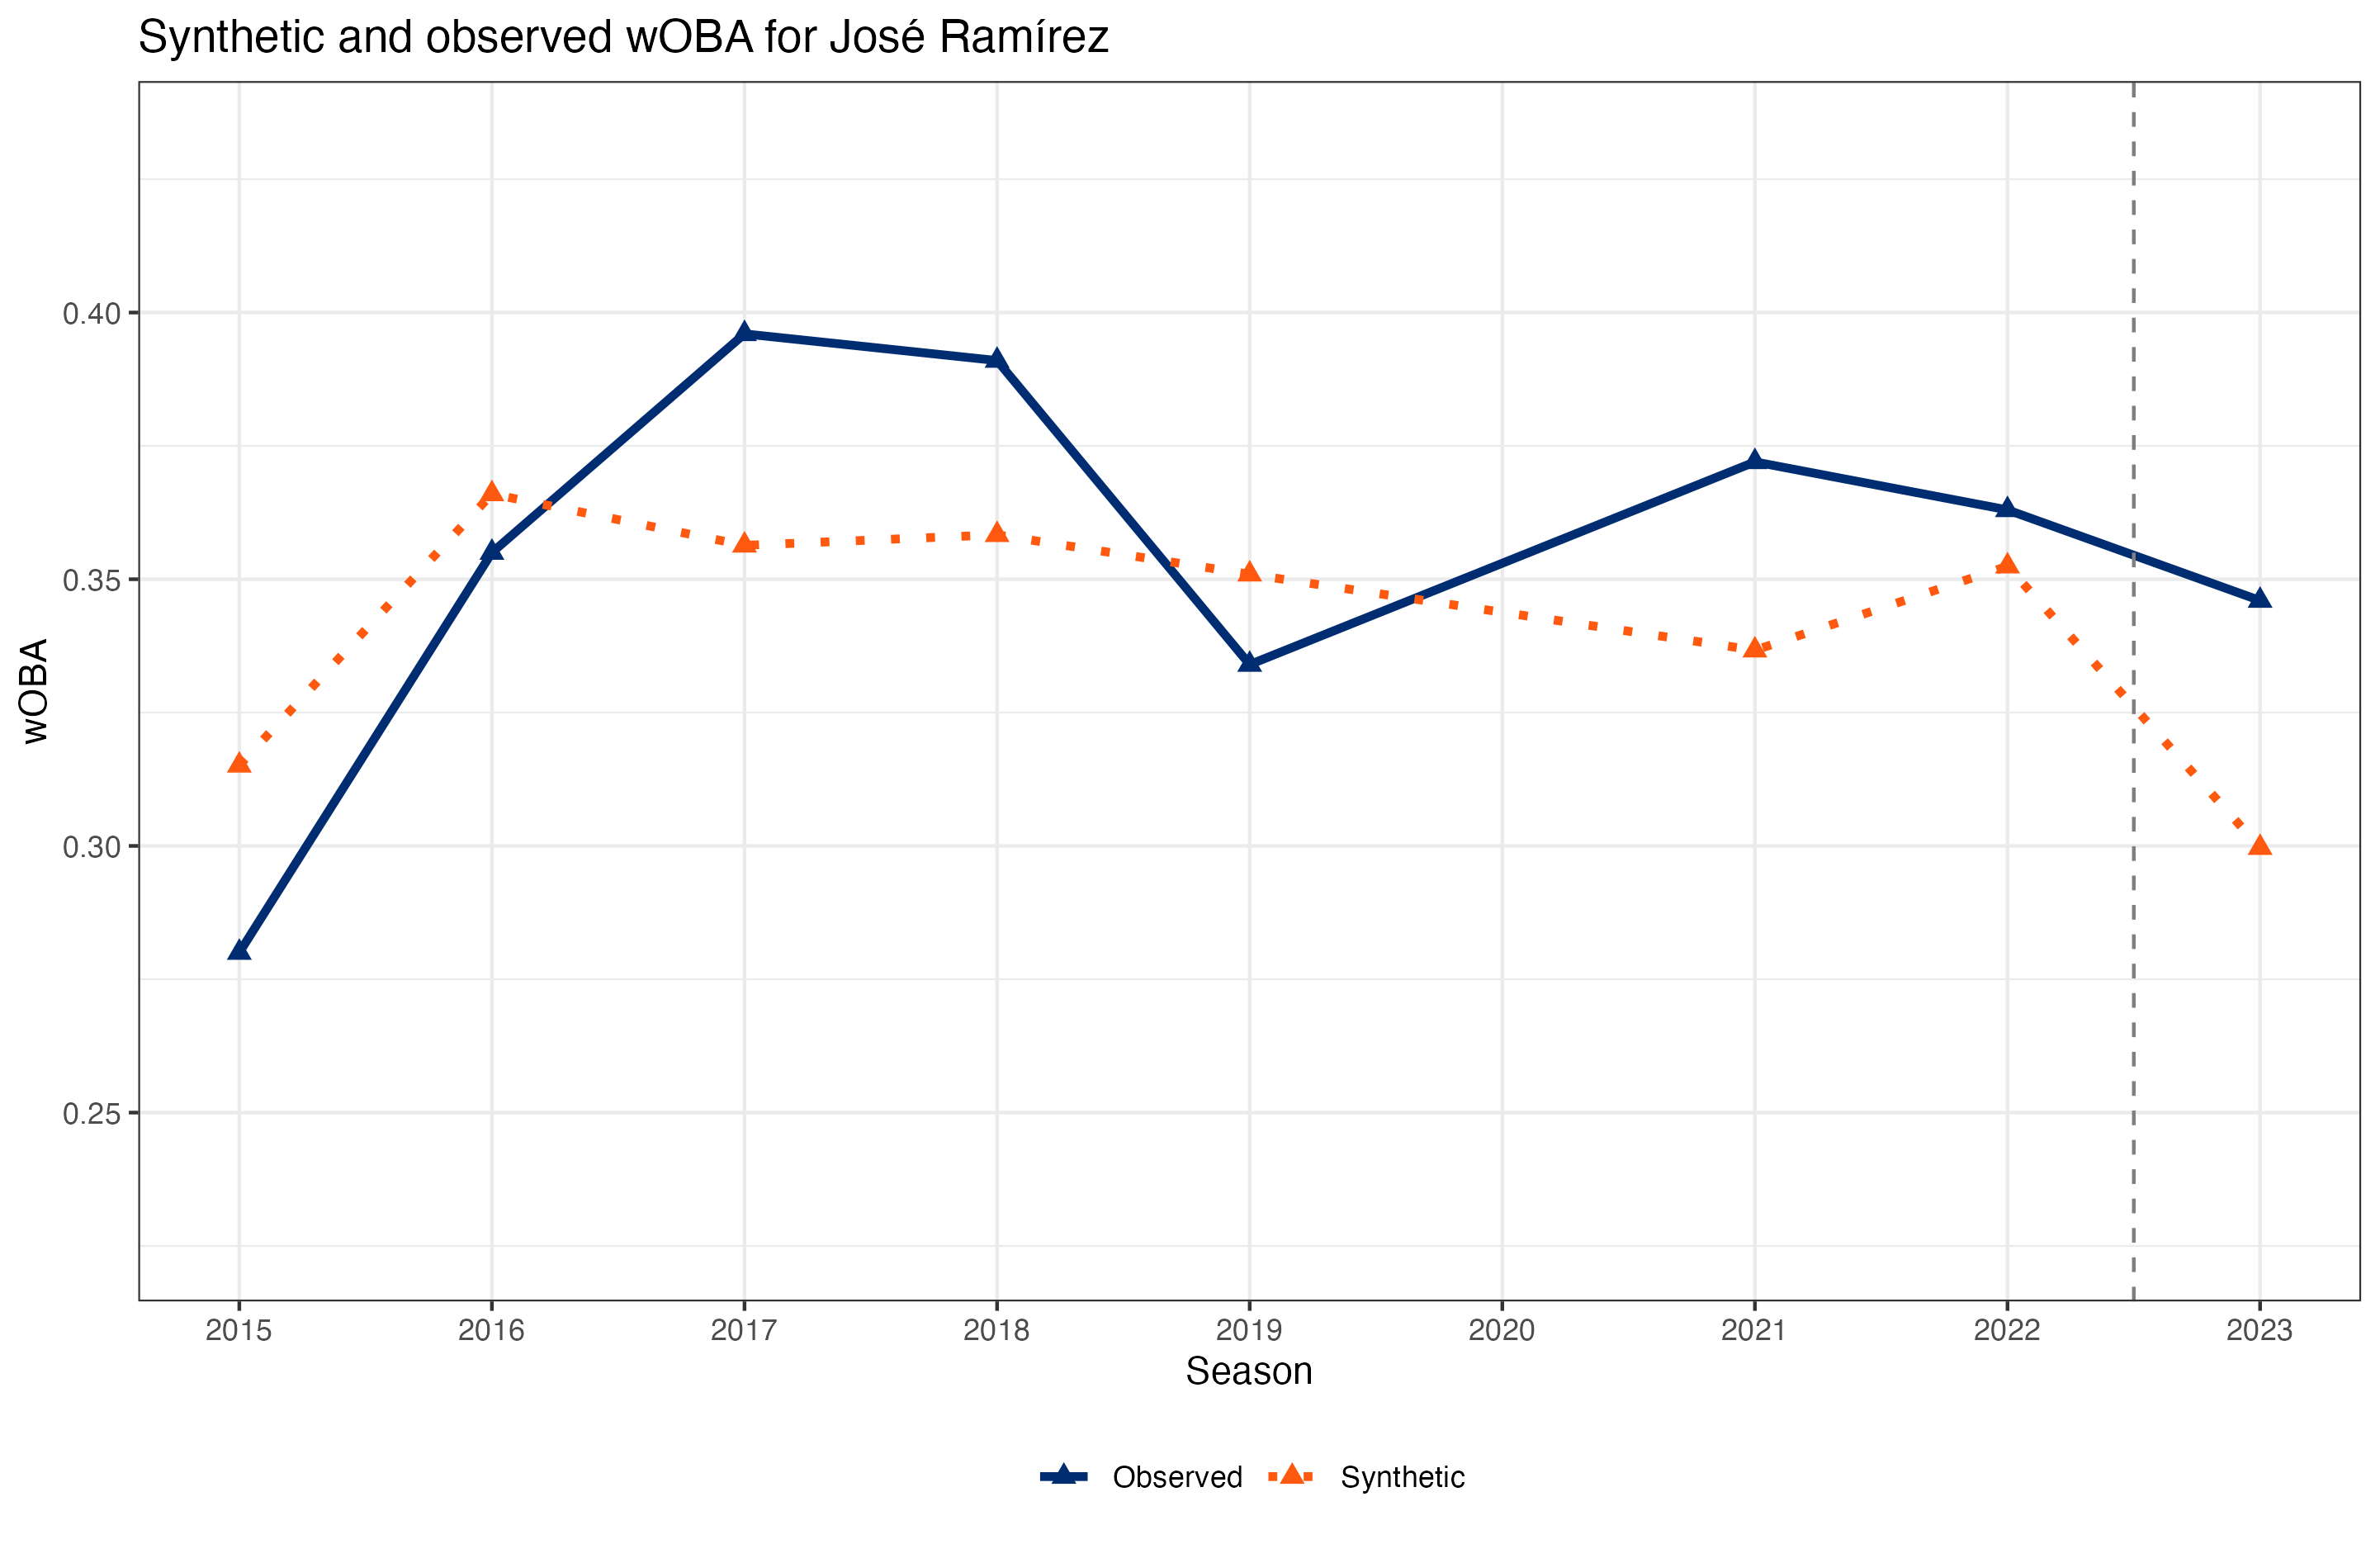 Synthetic and observed wOBA for José Ramírez
wOBA
0.40
0.35
0.30
0.25
2015 2016 2017 2018 2019 2020 2021 2022 2023
Season
Observed Synthetic